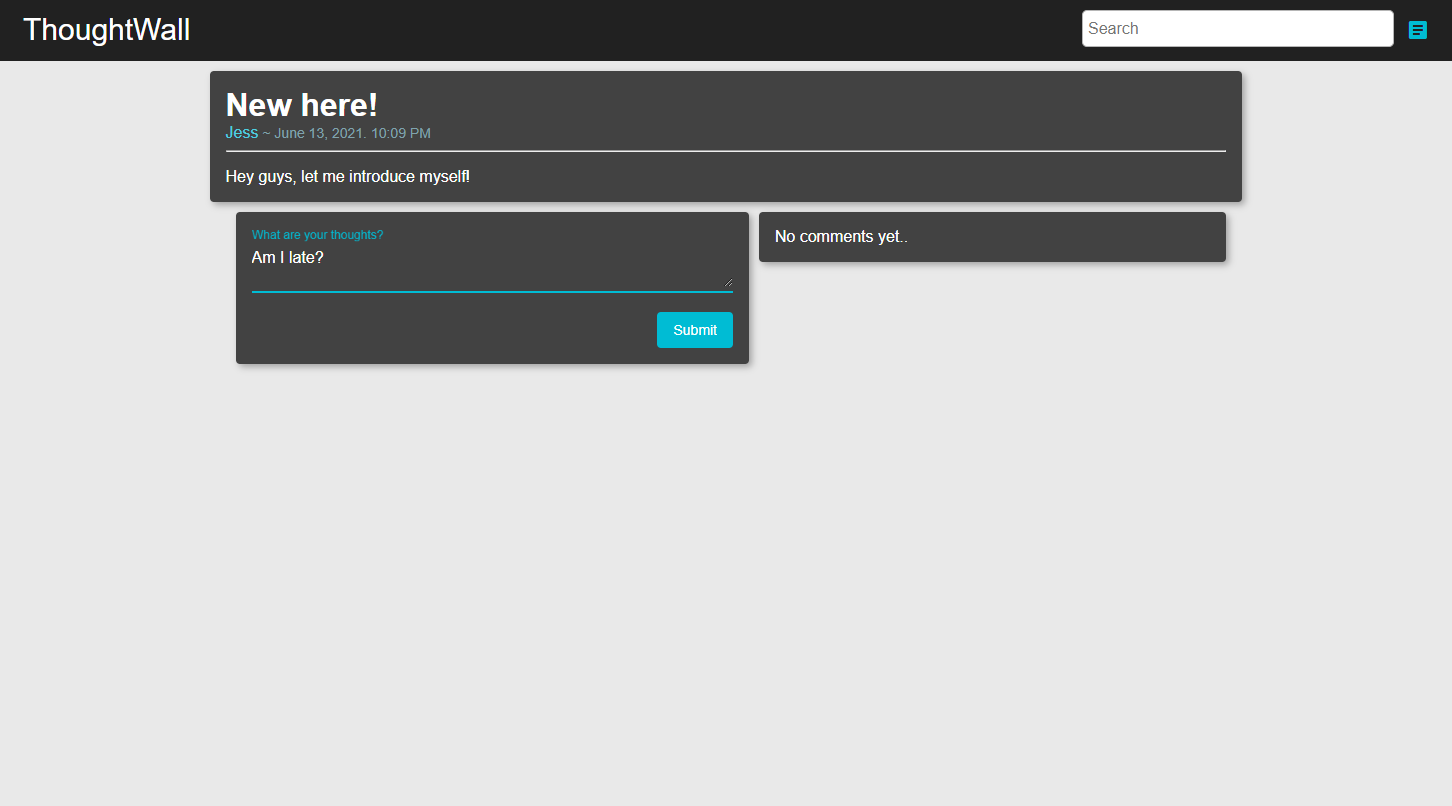 ThoughtWall
Search
New here!
Jess ~ June 13, 2021. 10:09 PM
Hey guys, let me introduce myself!
What are your thoughts?
Am I late?
Submit
No comments yet..